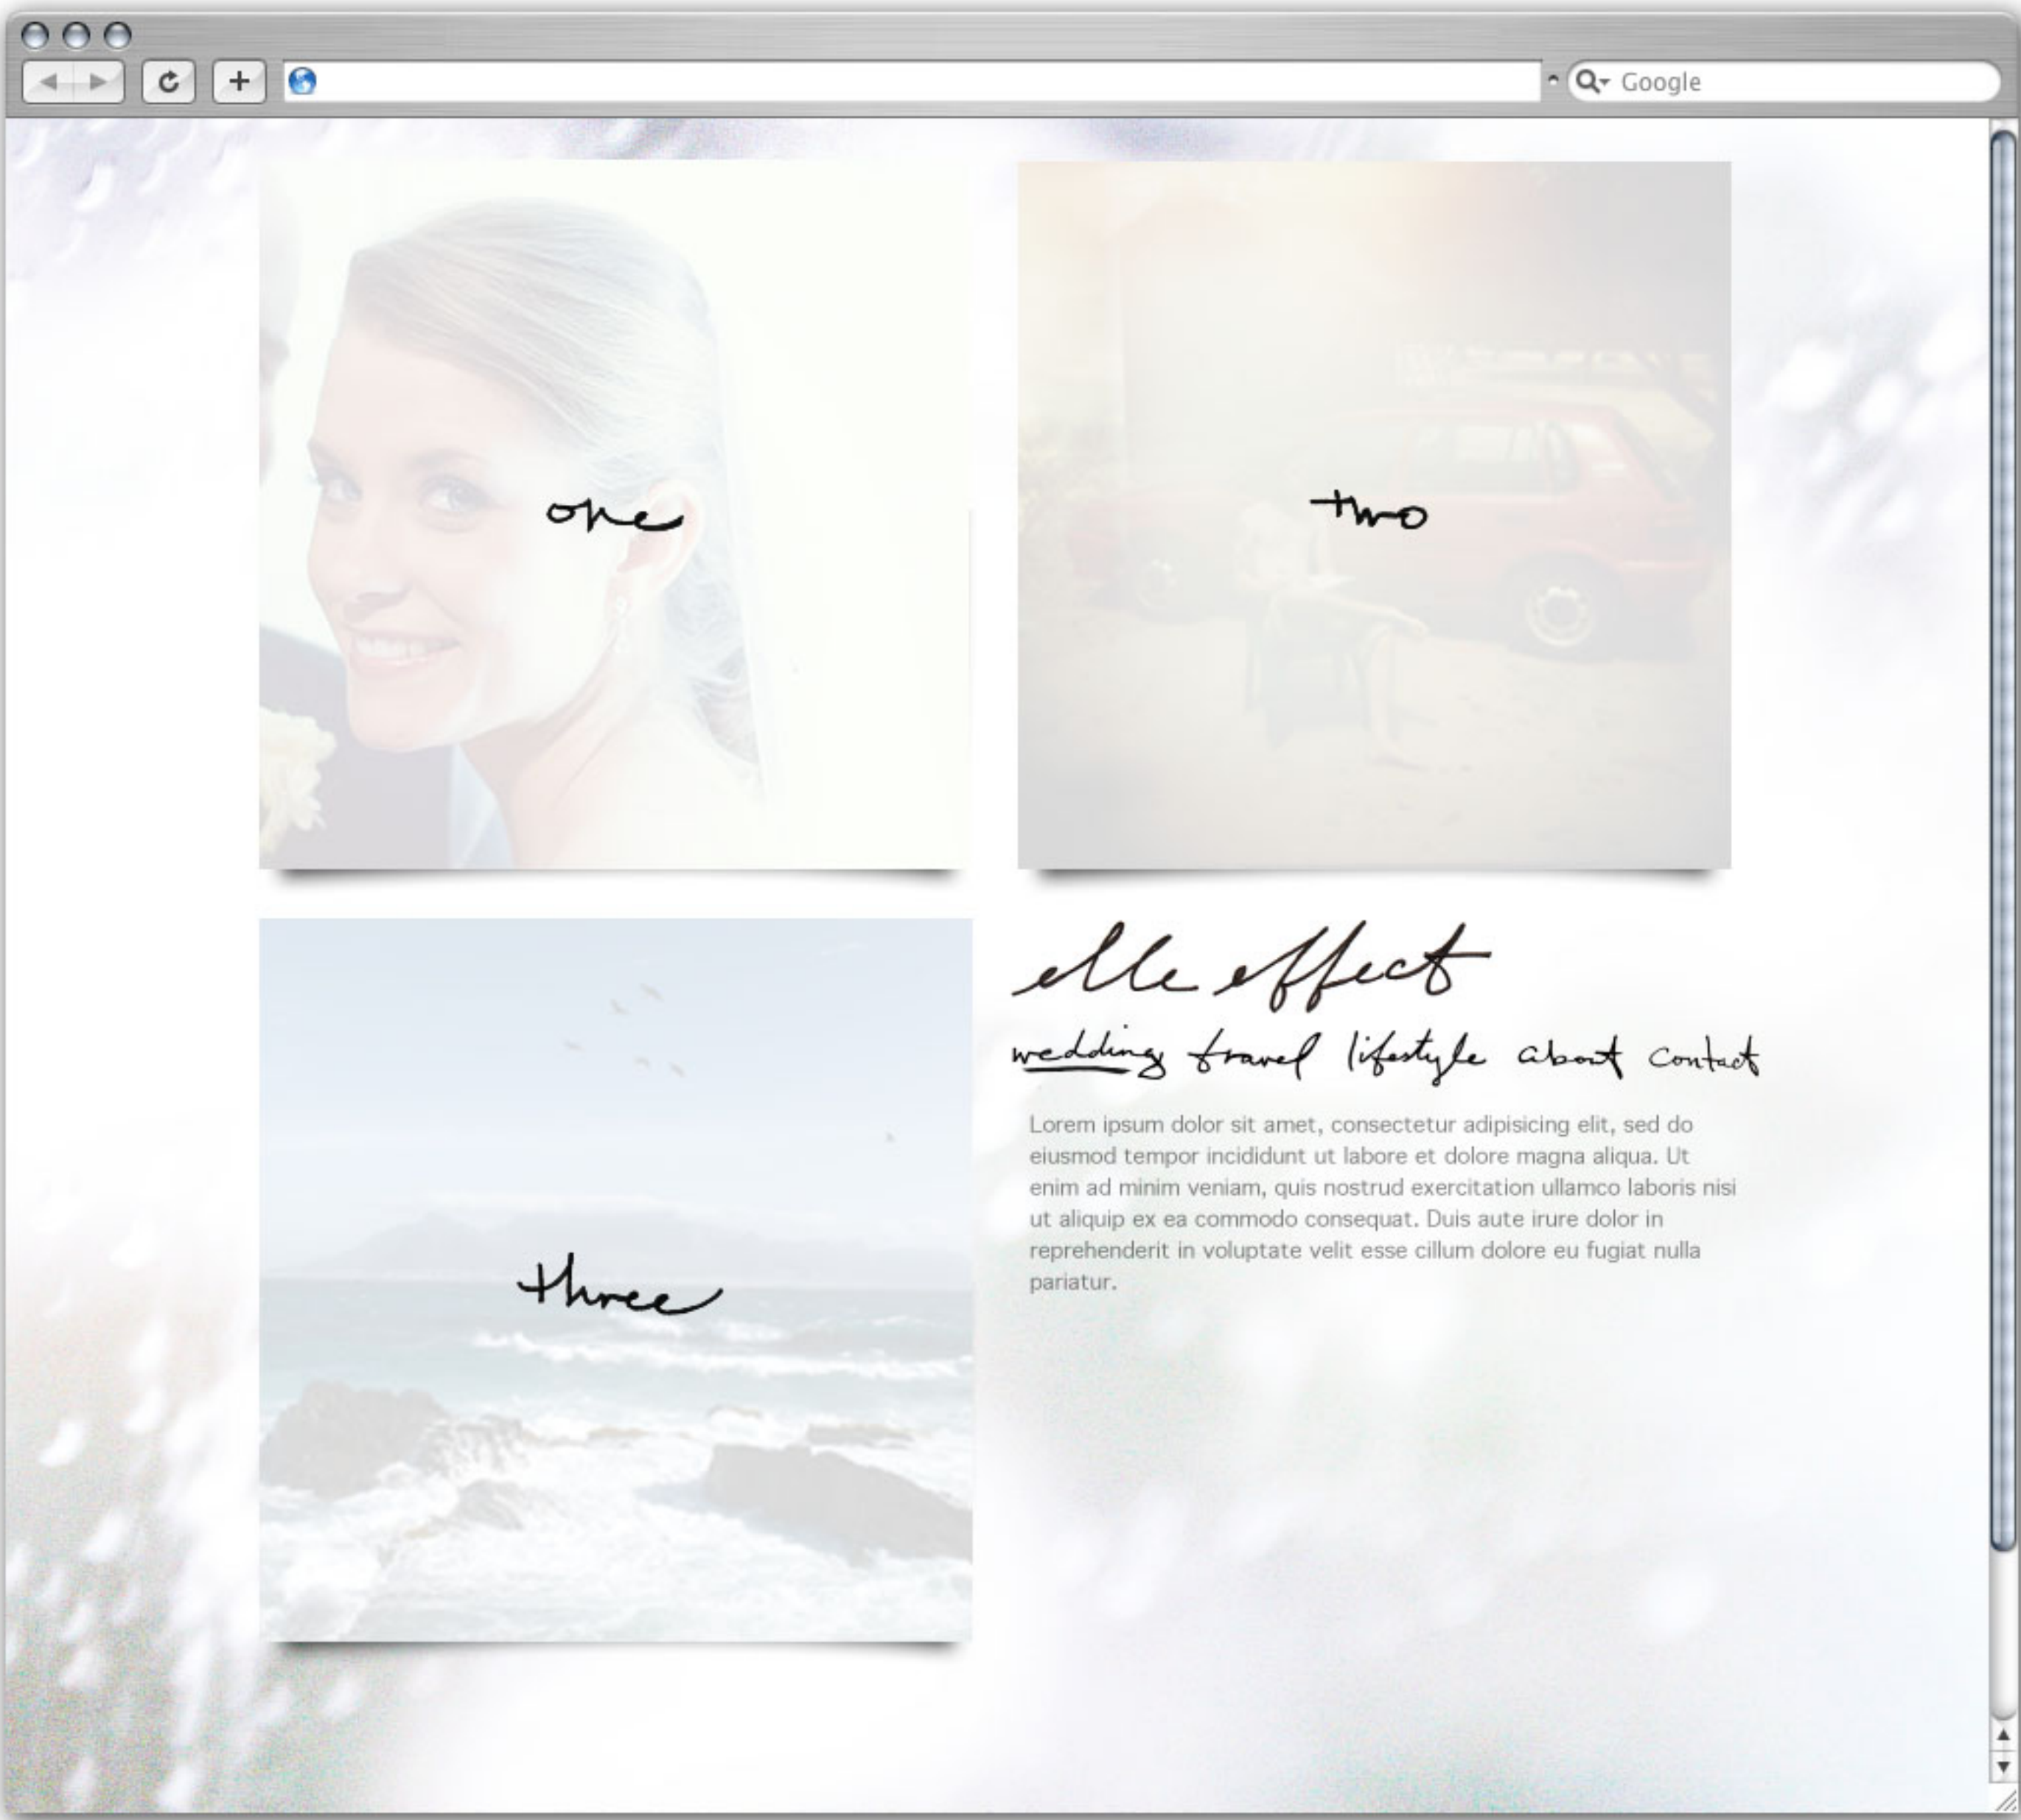 Google
one
two
elle effect
wedding travel lifestyle about contact
Lorem ipsum dolor sit amet, consectetur adipisicing elit, sed do
eiusmod tempor incididunt ut labore et dolore magna aliqua. Ut
enim ad minim veniam, quis nostrud exercitation ullamco laboris nisi
ut aliquip ex ea commodo consequat. Duis aute irure dolor in
reprehenderit in voluptate velit esse cillum dolore eu fugiat nulla
pariatur.
three